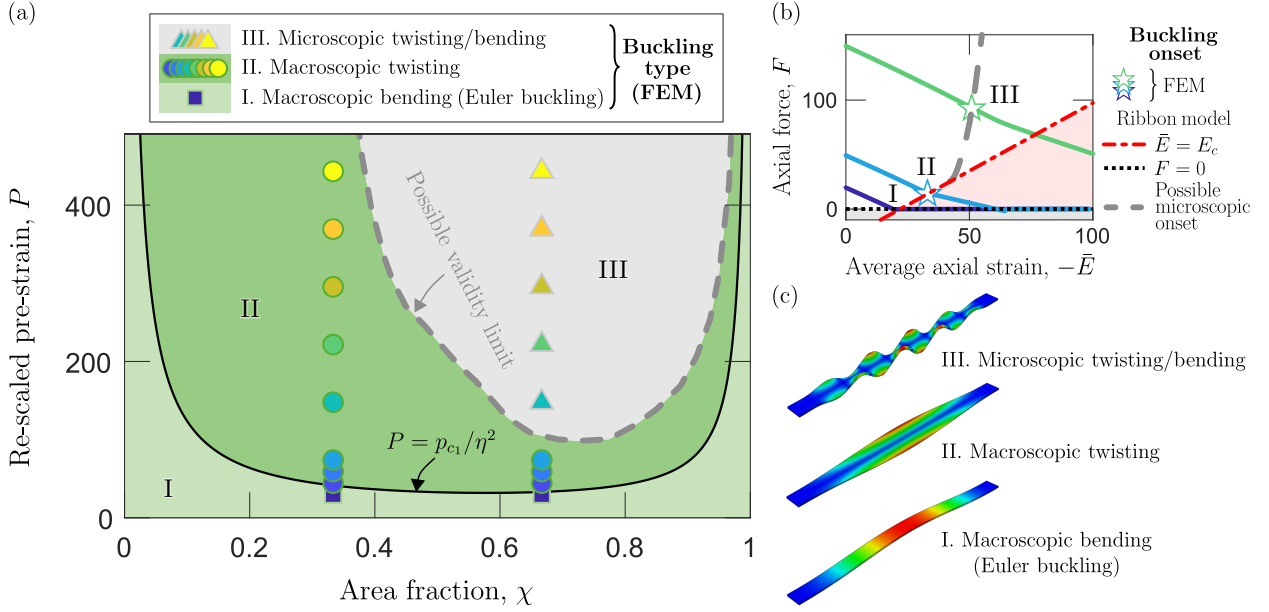 (a)
III. Microscopic twisting/bending
II. Macroscopic twisting
I. Macroscopic bending (Euler buckling)
Buckling
type
(FEM)
Re-scaled pre-strain, P
400
200
0
I
II
III
Possible validity limit
P = p_{c_1}/η^2
0
0.2
0.4
0.6
0.8
1
Area fraction, χ
(b)
Axial force, F
100
0
I
II
III
0
50
100
Average axial strain, −Ē
Buckling
onset
FEM
Ribbon model
Ē = E_c
F = 0
Possible
microscopic
onset
(c)
III. Microscopic twisting/bending
II. Macroscopic twisting
I. Macroscopic bending
(Euler buckling)